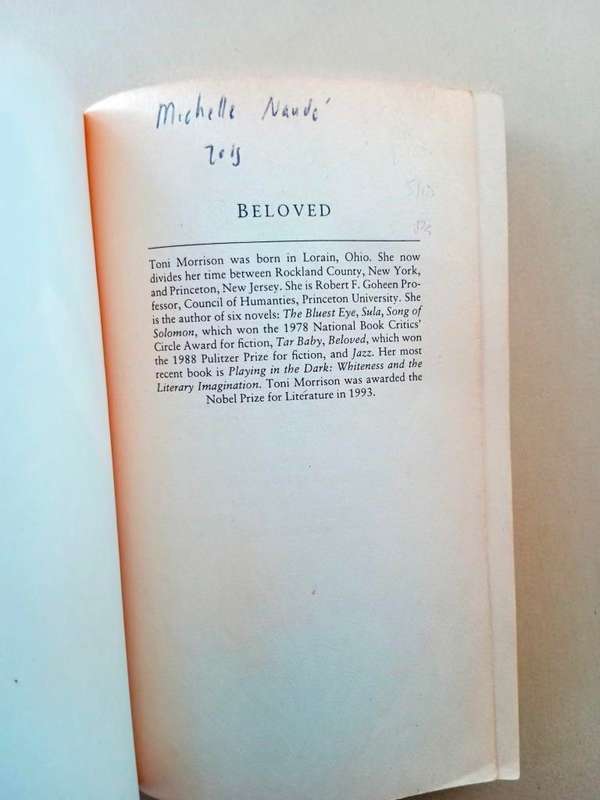 Michelle Naudé
2015
BELOVED
Toni Morrison was born in Lorain, Ohio. She now
divides her time between Rockland County, New York,
and Princeton, New Jersey. She is Robert F. Goheen Pro-
fessor, Council of Humanities, Princeton University. She
is the author of six novels: The Bluest Eye, Sula, Song of
Solomon, which won the 1978 National Book Critics'
Circle Award for fiction, Tar Baby, Beloved, which won
the 1988 Pulitzer Prize for fiction, and Jazz. Her most
recent book is Playing in the Dark: Whiteness and the
Literary Imagination. Toni Morrison was awarded the
Nobel Prize for Literature in 1993.